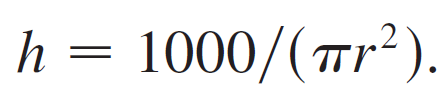 h = 1000/(πr²).